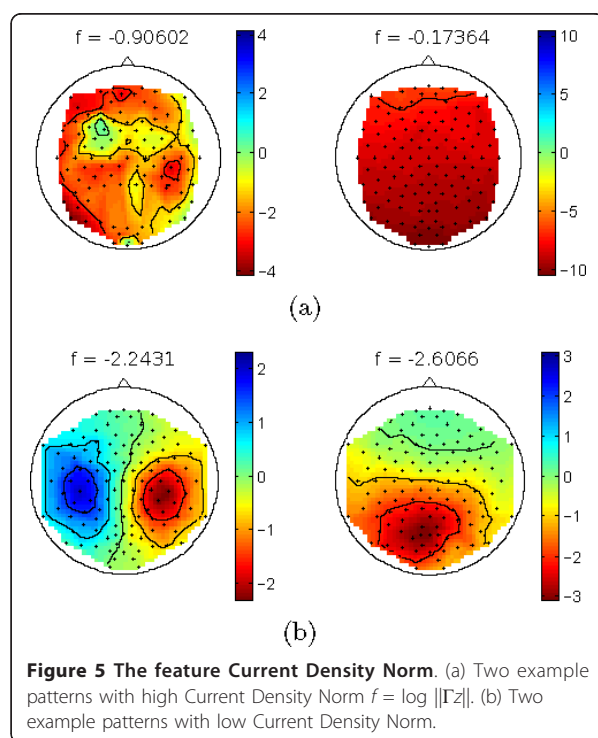 f = -0.90602
f = -0.17364
4
2
0
-2
-4
10
5
0
-5
-10
(a)
f = -2.2431
f = -2.6066
2
1
0
-1
-2
3
2
1
0
-1
-2
-3
(b)
Figure 5 The feature Current Density Norm. (a) Two example
patterns with high Current Density Norm f = log ||Γz||. (b) Two
example patterns with low Current Density Norm.